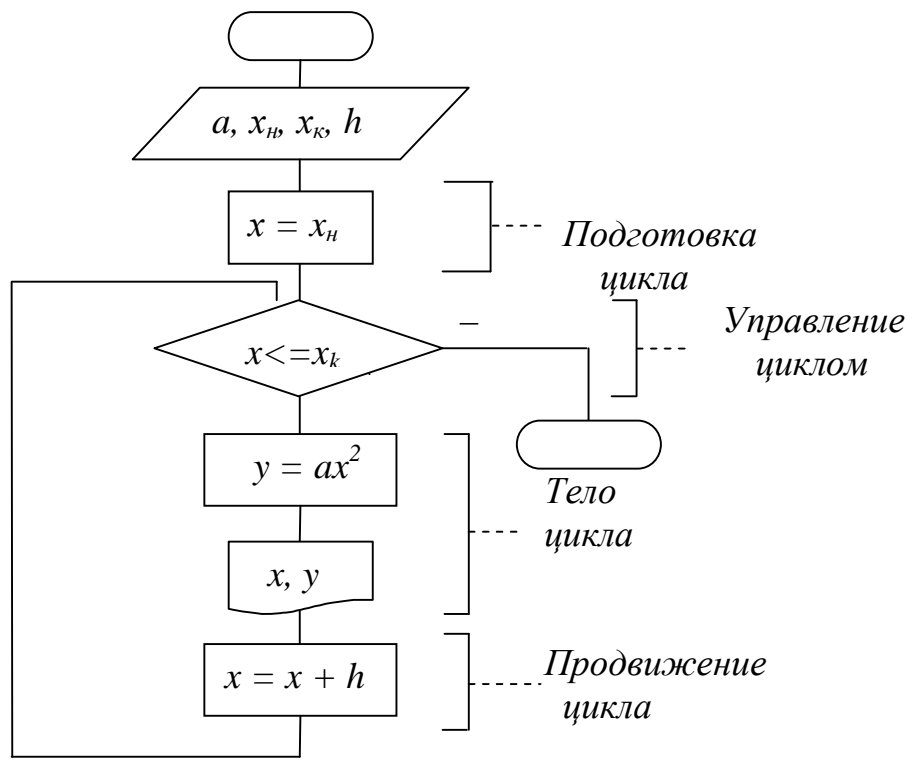 a, xн, xк, h
x = xн
Подготовка
цикла
–
x<=xk
Управление
циклом
y = ax²
Тело
цикла
x, y
x = x + h
Продвижение
цикла